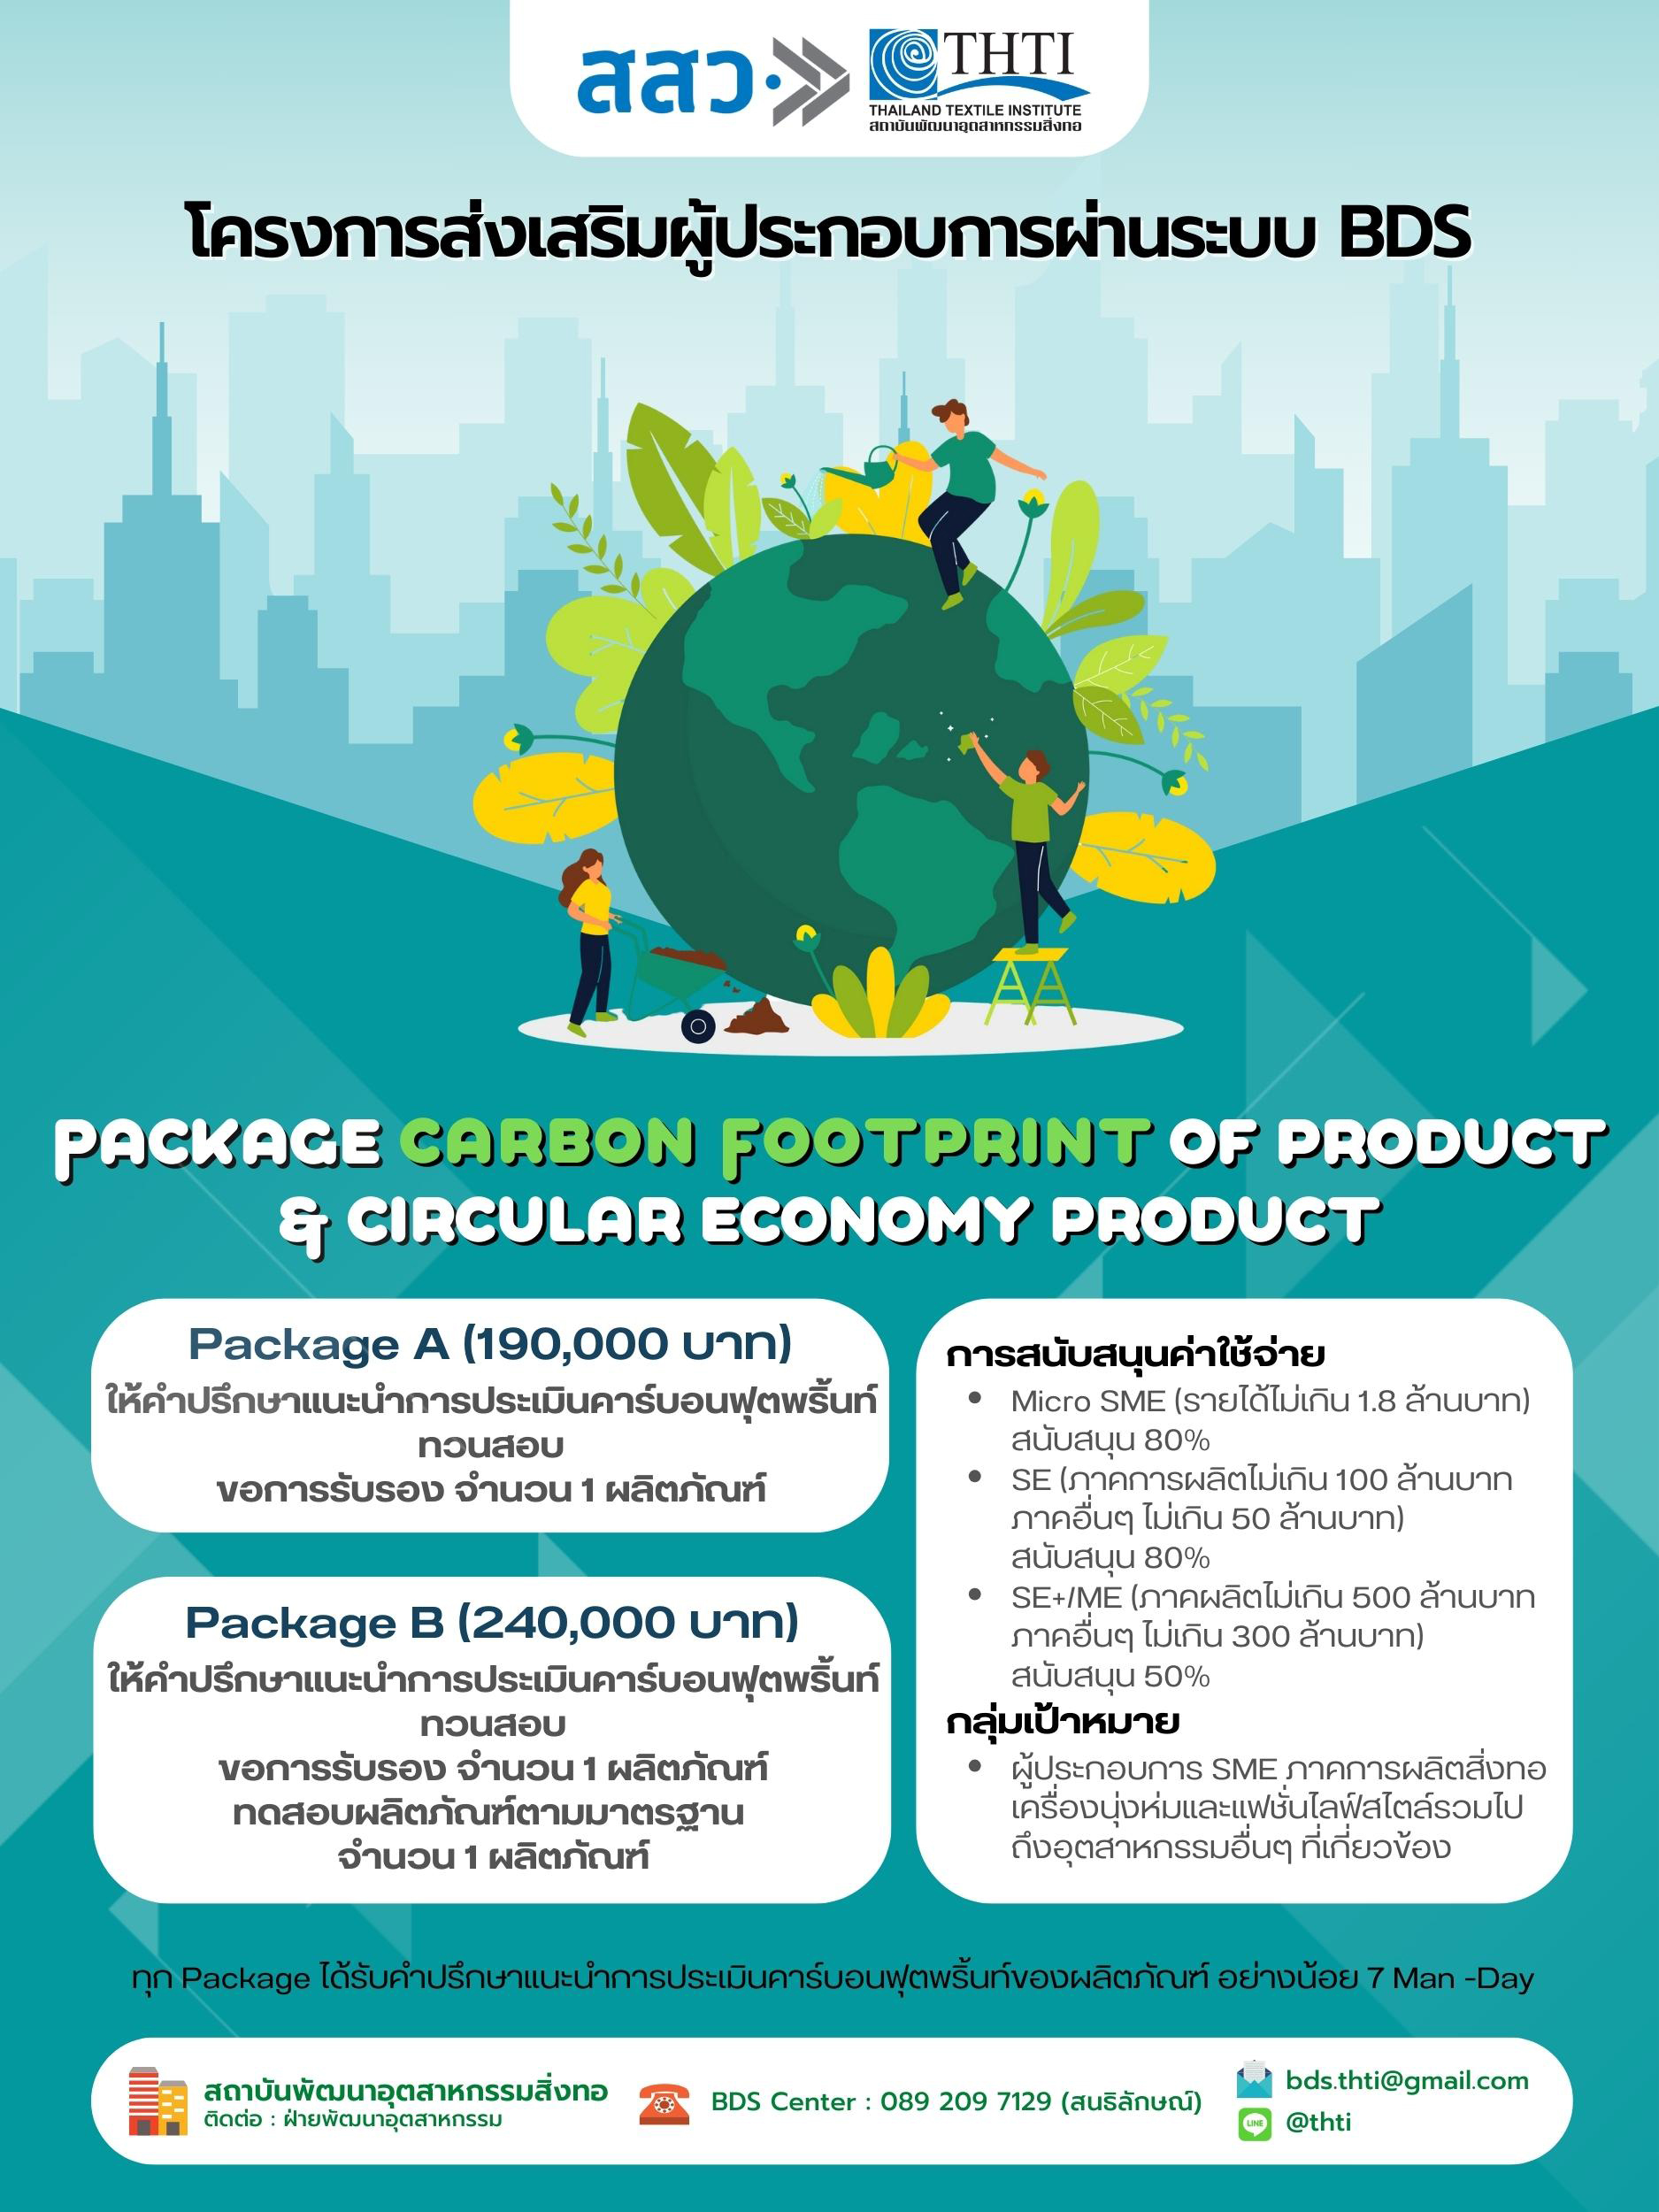 สสว.
THTI
THAILAND TEXTILE INSTITUTE
สถาบันพัฒนาอุตสาหกรรมสิ่งทอ
โครงการส่งเสริมผู้ประกอบการผ่านระบบ BDS
PACKAGE CARBON FOOTPRINT OF PRODUCT
& CIRCULAR ECONOMY PRODUCT
Package A (190,000 บาท)
ให้คำปรึกษาแนะนำการประเมินคาร์บอนฟุตพริ้นท์
ทวนสอบ
ขอการรับรอง จำนวน 1 ผลิตภัณฑ์
Package B (240,000 บาท)
ให้คำปรึกษาแนะนำการประเมินคาร์บอนฟุตพริ้นท์
ทวนสอบ
ขอการรับรอง จำนวน 1 ผลิตภัณฑ์
ทดสอบผลิตภัณฑ์ตามมาตรฐาน
จำนวน 1 ผลิตภัณฑ์
การสนับสนุนค่าใช้จ่าย
• Micro SME (รายได้ไม่เกิน 1.8 ล้านบาท)
สนับสนุน 80%
• SE (ภาคการผลิตไม่เกิน 100 ล้านบาท
ภาคอื่นๆ ไม่เกิน 50 ล้านบาท)
สนับสนุน 80%
• SE+/ME (ภาคผลิตไม่เกิน 500 ล้านบาท
ภาคอื่นๆ ไม่เกิน 300 ล้านบาท)
สนับสนุน 50%
กลุ่มเป้าหมาย
• ผู้ประกอบการ SME ภาคการผลิตสิ่งทอ
เครื่องนุ่งห่มและแฟชั่นไลฟ์สไตล์รวมไป
ถึงอุตสาหกรรมอื่นๆ ที่เกี่ยวข้อง
ทุก Package ได้รับคำปรึกษาแนะนำการประเมินคาร์บอนฟุตพริ้นท์ของผลิตภัณฑ์ อย่างน้อย 7 Man -Day
สถาบันพัฒนาอุตสาหกรรมสิ่งทอ
ติดต่อ : ฝ่ายพัฒนาอุตสาหกรรม
BDS Center : 089 209 7129 (สนธิลักษณ์)
bds.thti@gmail.com
LINE
@thti